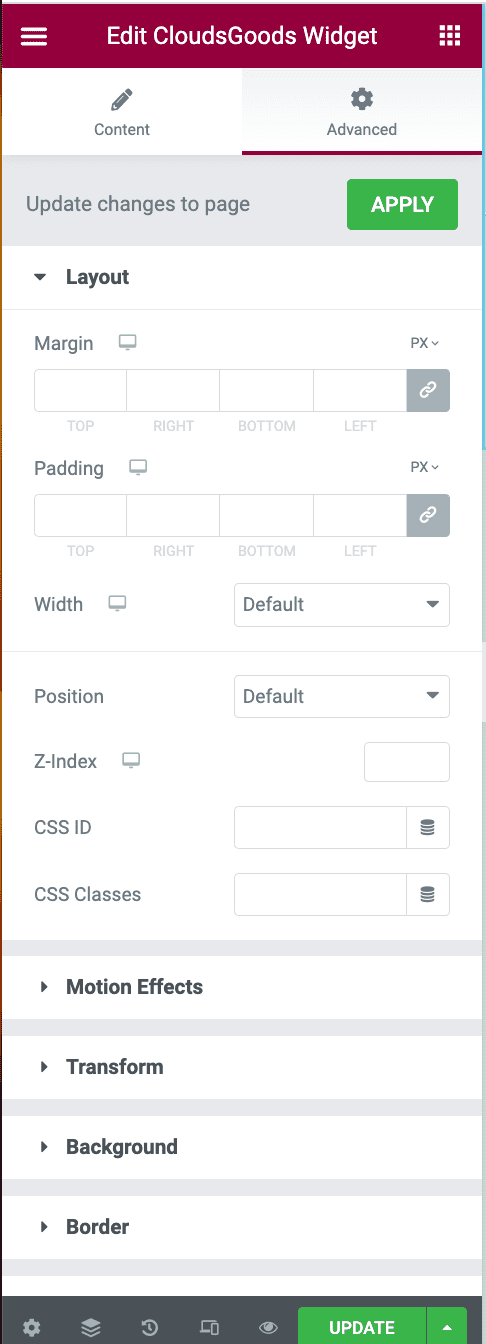 Edit CloudsGoods Widget
Content
Advanced
Update changes to page
APPLY
Layout
Margin
PX
TOP RIGHT BOTTOM LEFT
Padding
PX
TOP RIGHT BOTTOM LEFT
Width
Default
Position
Default
Z-Index
CSS ID
CSS Classes
Motion Effects
Transform
Background
Border
UPDATE